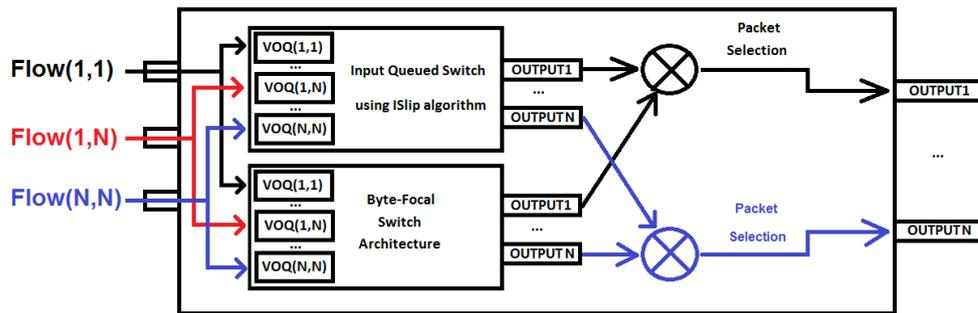 Flow(1,1)
Flow(1,N)
Flow(N,N)
VOQ(1,1)
...
VOQ(1,N)
...
VOQ(N,N)
Input Queued Switch
using ISlip algorithm
OUTPUT1
...
OUTPUTN
VOQ(1,1)
...
VOQ(1,N)
...
VOQ(N,N)
Byte-Focal
Switch
Architecture
OUTPUT1
...
OUTPUTN
Packet
Selection
Packet
Selection
OUTPUT1
...
OUTPUTN